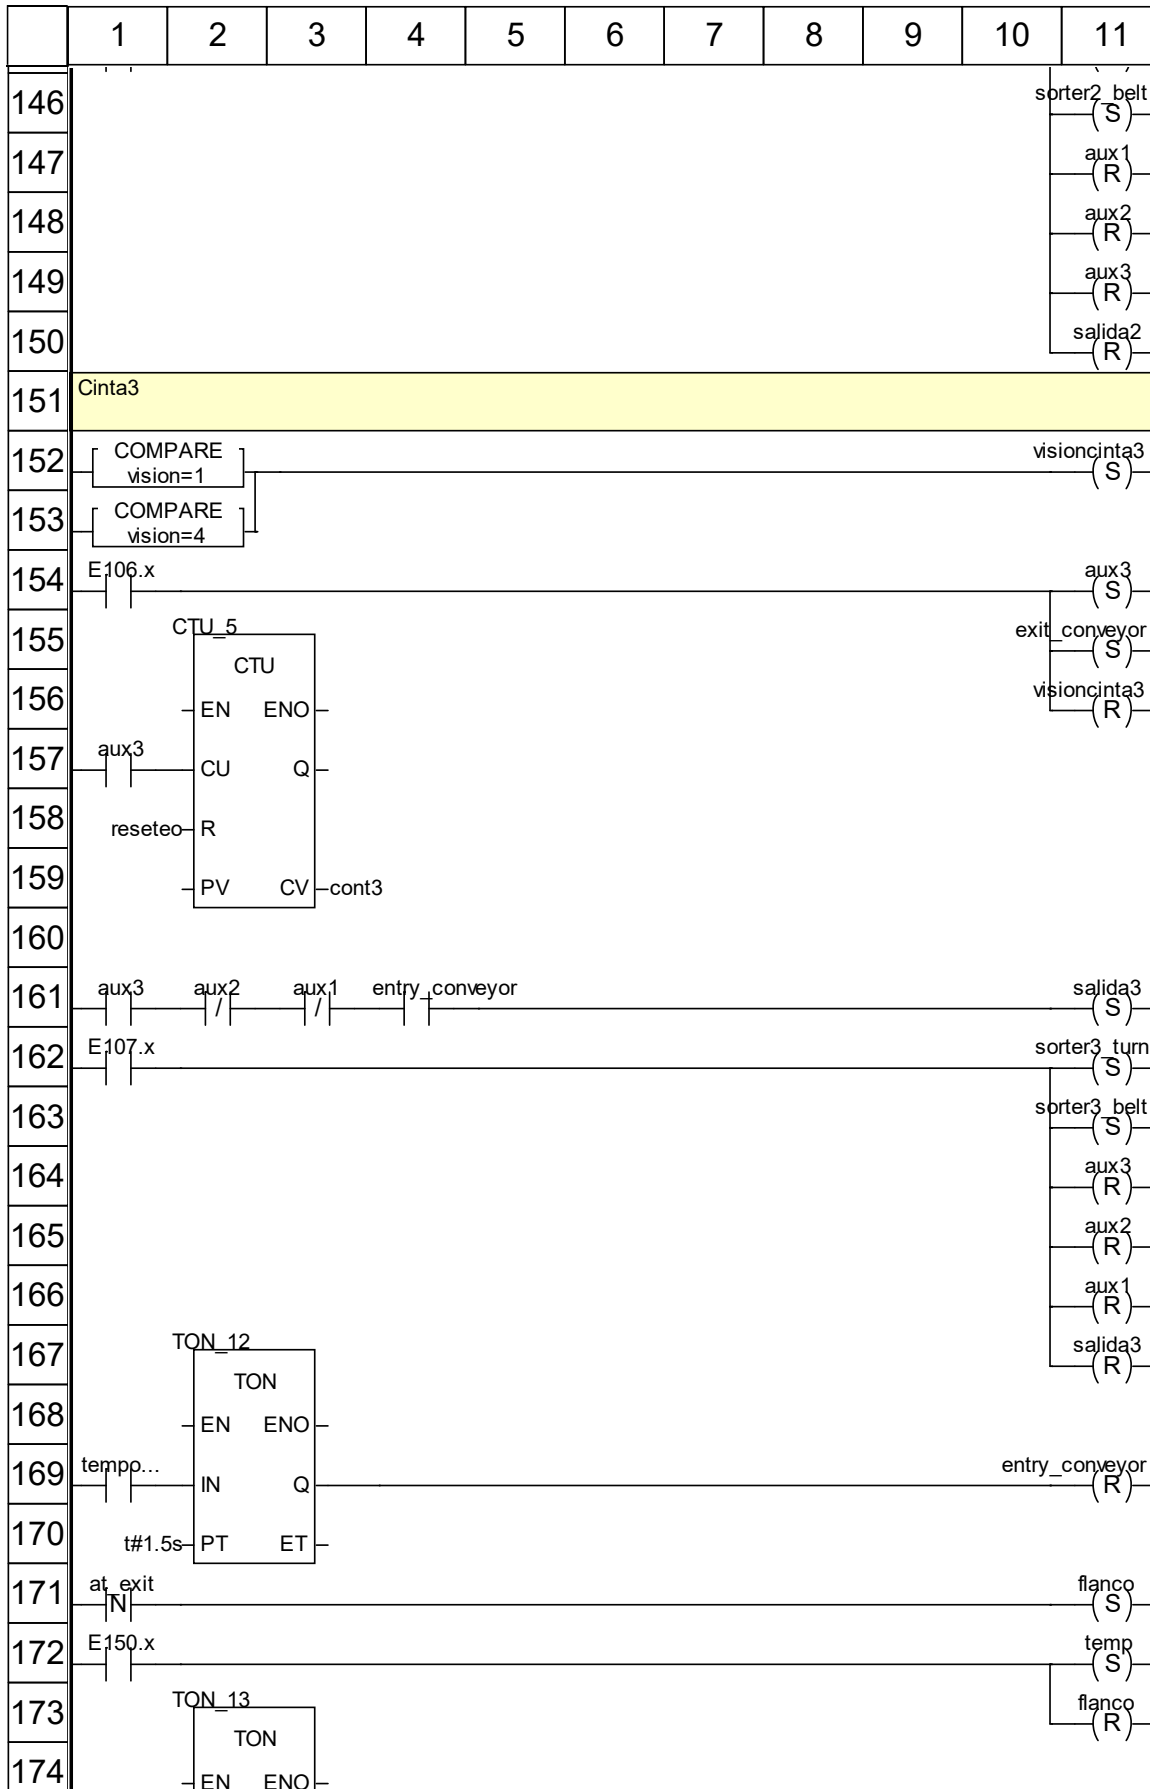 1 2 3 4 5 6 7 8 9 10 11
146 sorter2_belt
S
147 aux1
R
148 aux2
R
149 aux3
R
150 salida2
R
151 Cinta3
152 COMPARE visioncinta3
vision=1 S
153 COMPARE
vision=4
154 E106.x aux3
S
155 CTU_5 exit_conveyor
CTU S
156 visioncinta3
EN ENO R
157 aux3
CU Q
158
reseteo R
159
PV CV cont3
160
161 aux3 aux2 aux1 entry_conveyor salida3
/ / S
162 E107.x sorter3_turn
S
163 sorter3_belt
S
164 aux3
R
165 aux2
R
166 aux1
R
167 TON_12 salida3
TON R
168
EN ENO
169 tempo... entry_conveyor
IN Q R
170
t#1.5s PT ET
171 at_exit flanco
N S
172 E150.x temp
S
173 TON_13 flanco
TON R
174
EN ENO